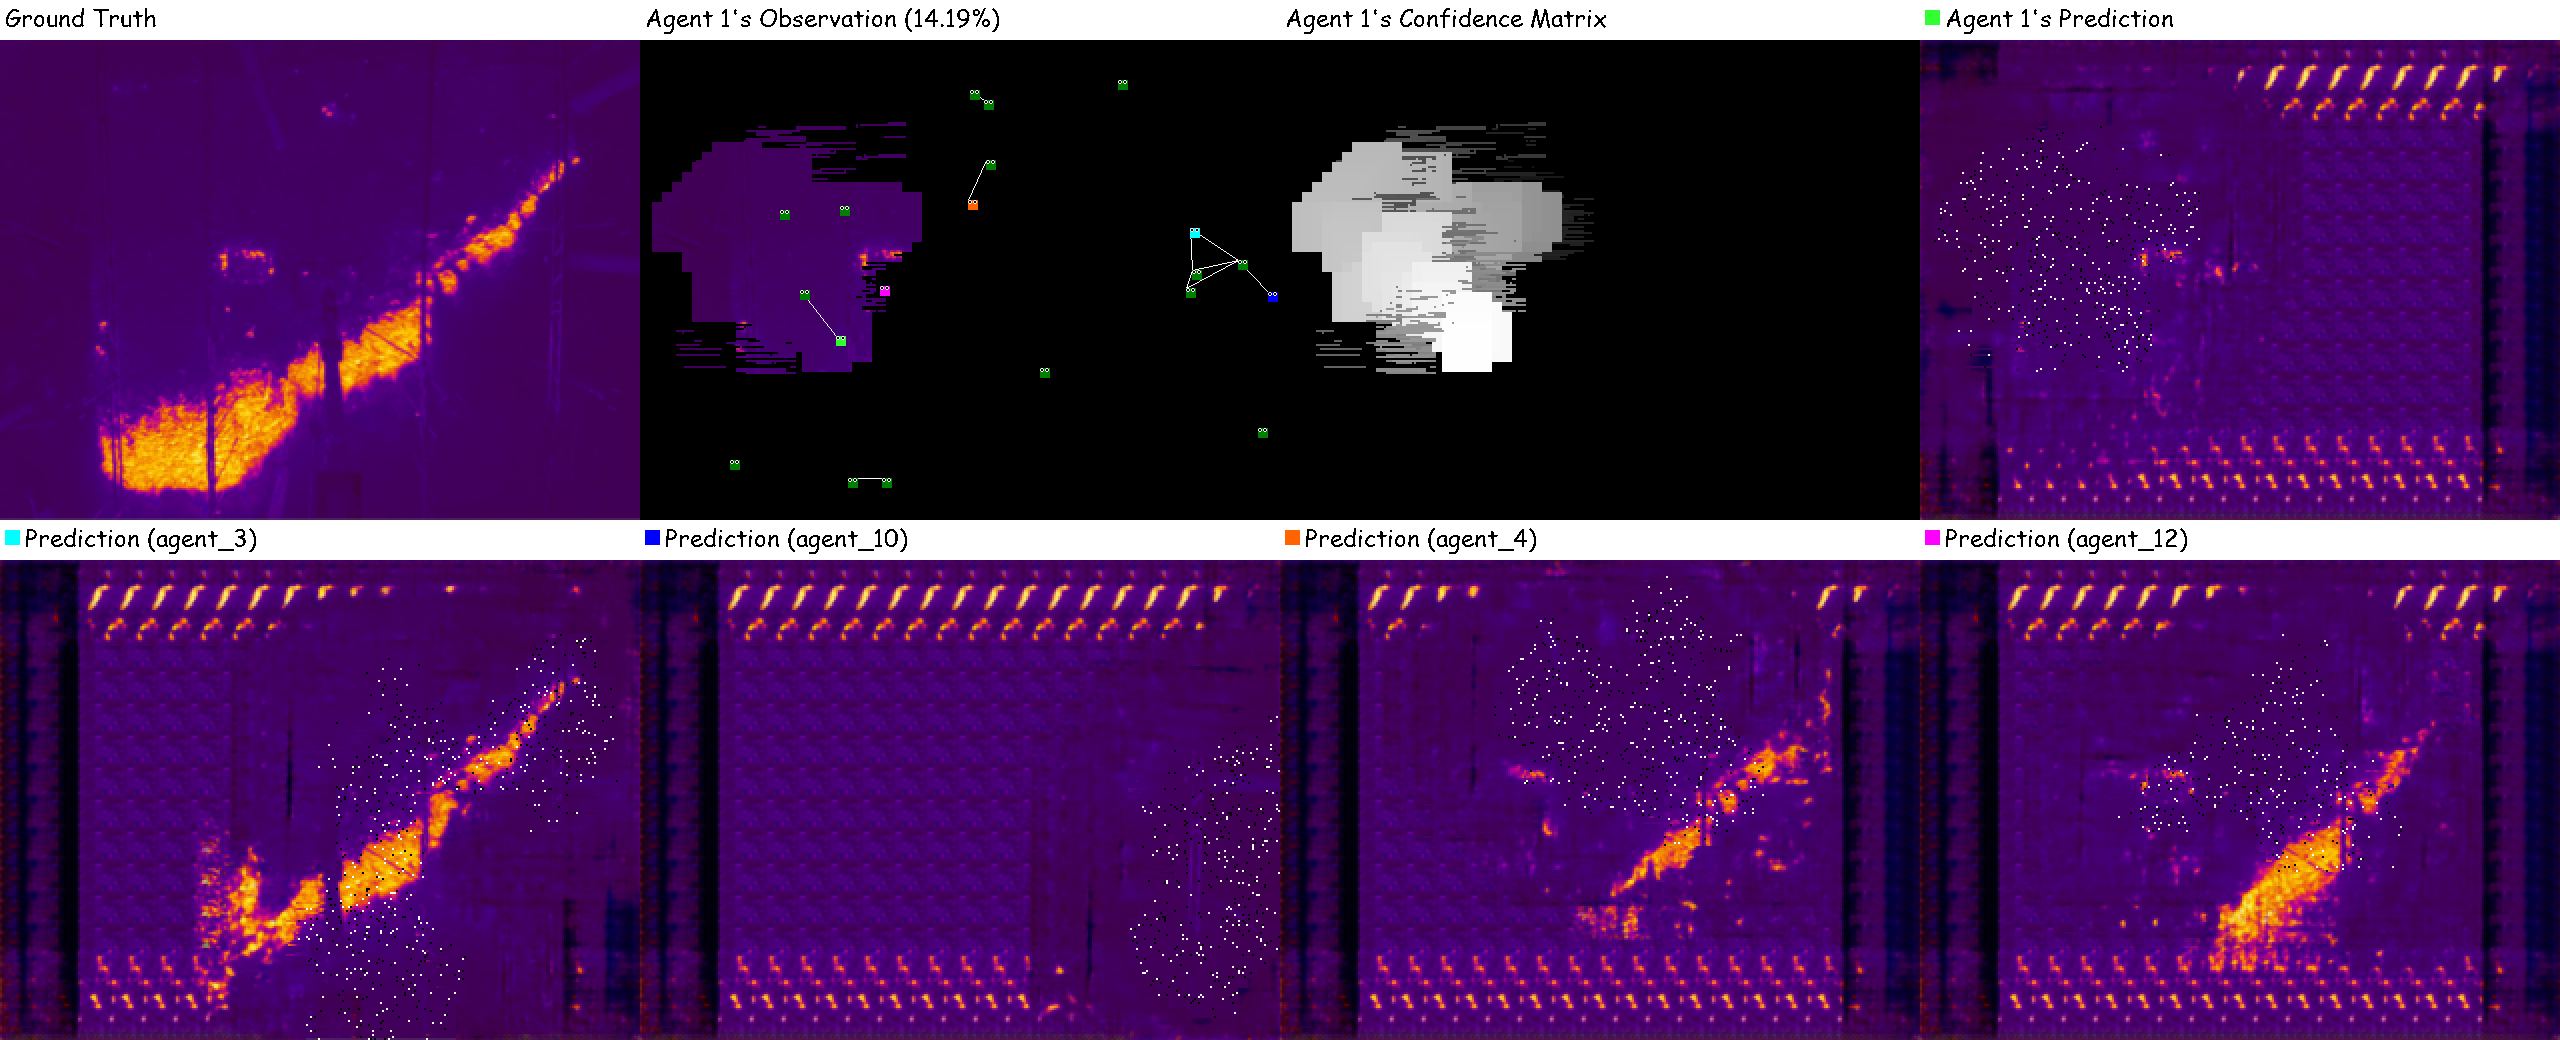 Ground Truth
Agent 1's Observation (14.19%)
Agent 1's Confidence Matrix
Agent 1's Prediction
Prediction (agent_3)
Prediction (agent_10)
Prediction (agent_4)
Prediction (agent_12)